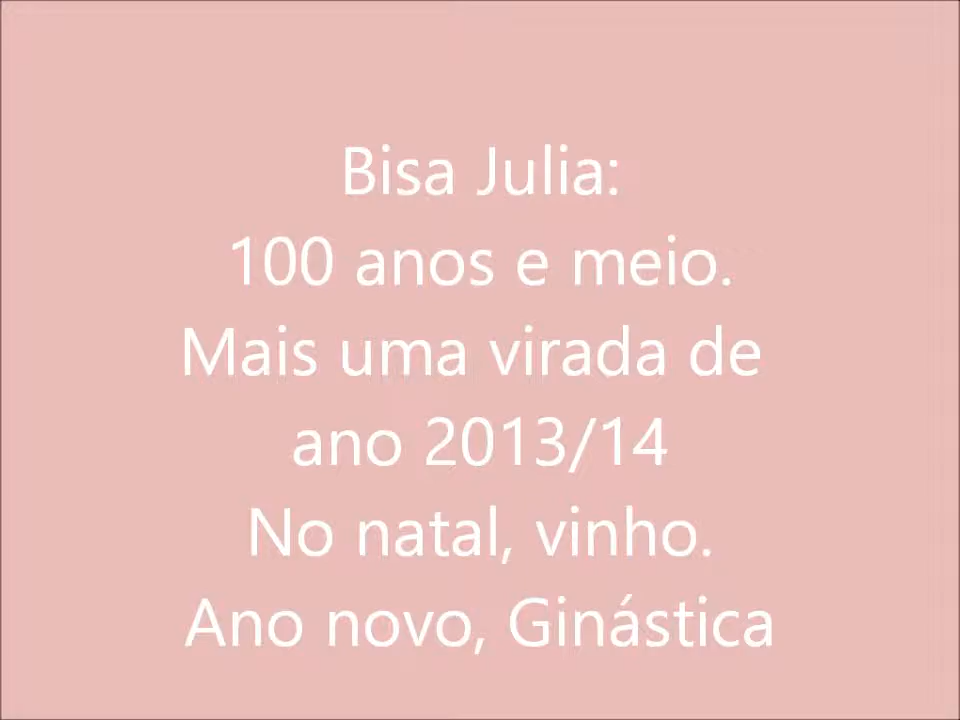 Bisa Julia:
100 anos e meio.
Mais uma virada de
ano 2013/14
No natal, vinho.
Ano novo, Ginástica